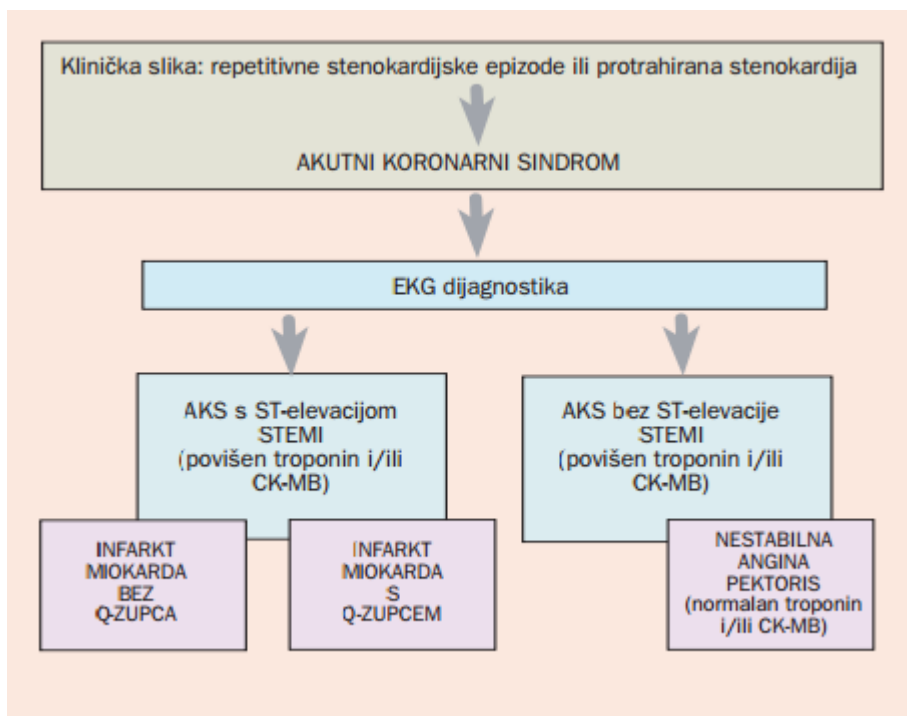 Klinička slika: repetitivne stenokardijske epizode ili protrahirana stenokardija
AKUTNI KORONARNI SINDROM
EKG dijagnostika
AKS s ST-elevacijom
STEMI
(povišen troponin i/ili
CK-MB)
AKS bez ST-elevacije
STEMI
(povišen troponin i/ili
CK-MB)
INFARKT
MIOKARDA
BEZ
Q-ZUPCA
INFARKT
MIOKARDA
S
Q-ZUPCEM
NESTABILNA
ANGINA
PEKTORIS
(normalan troponin
i/ili CK-MB)